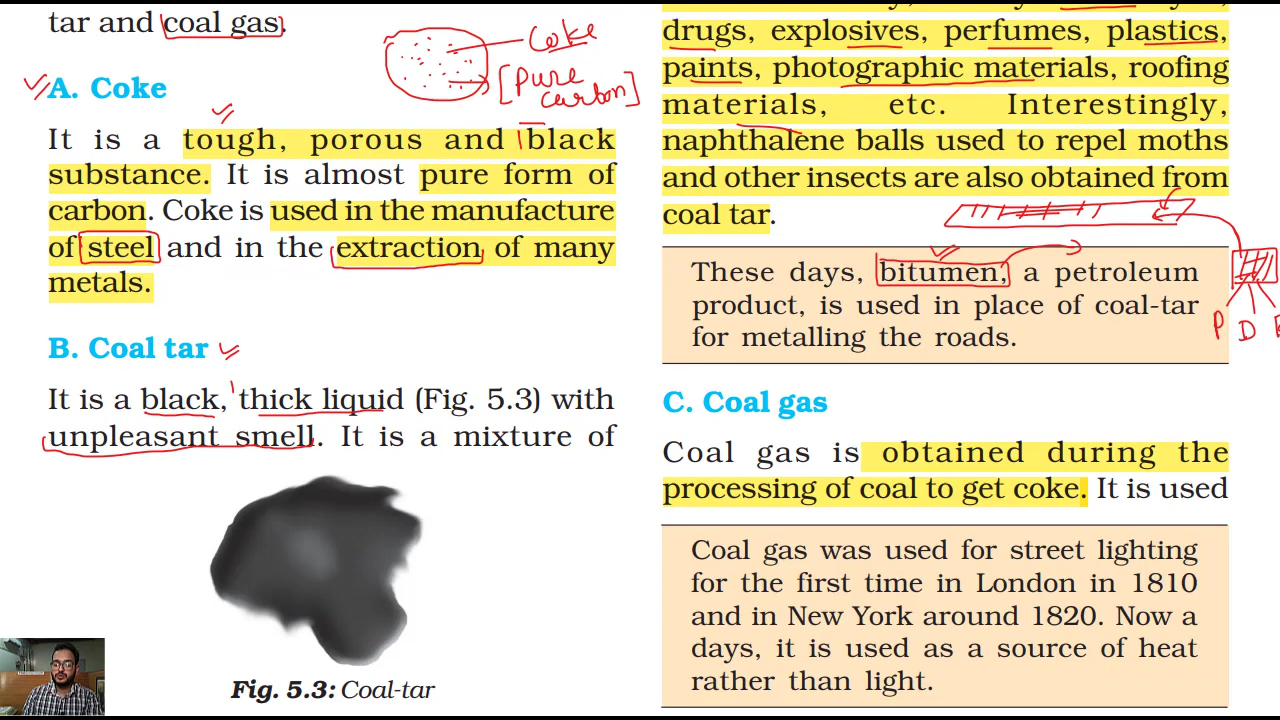 tar and coal gas.
A. Coke
It is a tough, porous and black
substance. It is almost pure form of
carbon. Coke is used in the manufacture
of steel and in the extraction of many
metals.
coke
[Pure
carbon]
B. Coal tar
It is a black, thick liquid (Fig. 5.3) with
unpleasant smell. It is a mixture of
Fig. 5.3: Coal-tar
drugs, explosives, perfumes, plastics,
paints, photographic materials, roofing
materials, etc. Interestingly,
naphthalene balls used to repel moths
and other insects are also obtained from
coal tar.
These days, bitumen, a petroleum
product, is used in place of coal-tar
for metalling the roads.
P D
C. Coal gas
Coal gas is obtained during the
processing of coal to get coke. It is used
Coal gas was used for street lighting
for the first time in London in 1810
and in New York around 1820. Now a
days, it is used as a source of heat
rather than light.